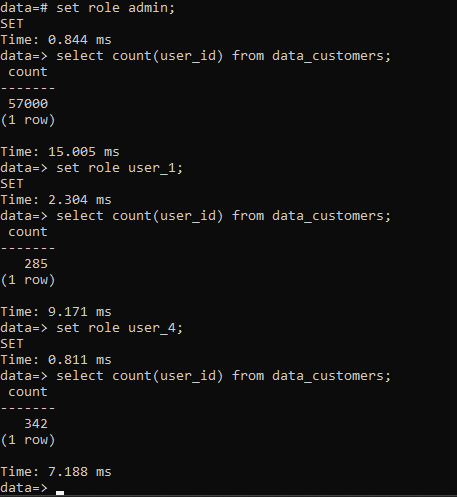 data=# set role admin;
SET
Time: 0.844 ms
data=> select count(user_id) from data_customers;
 count
-------
 57000
(1 row)

Time: 15.005 ms
data=> set role user_1;
SET
Time: 2.304 ms
data=> select count(user_id) from data_customers;
 count
-------
   285
(1 row)

Time: 9.171 ms
data=> set role user_4;
SET
Time: 0.811 ms
data=> select count(user_id) from data_customers;
 count
-------
   342
(1 row)

Time: 7.188 ms
data=>